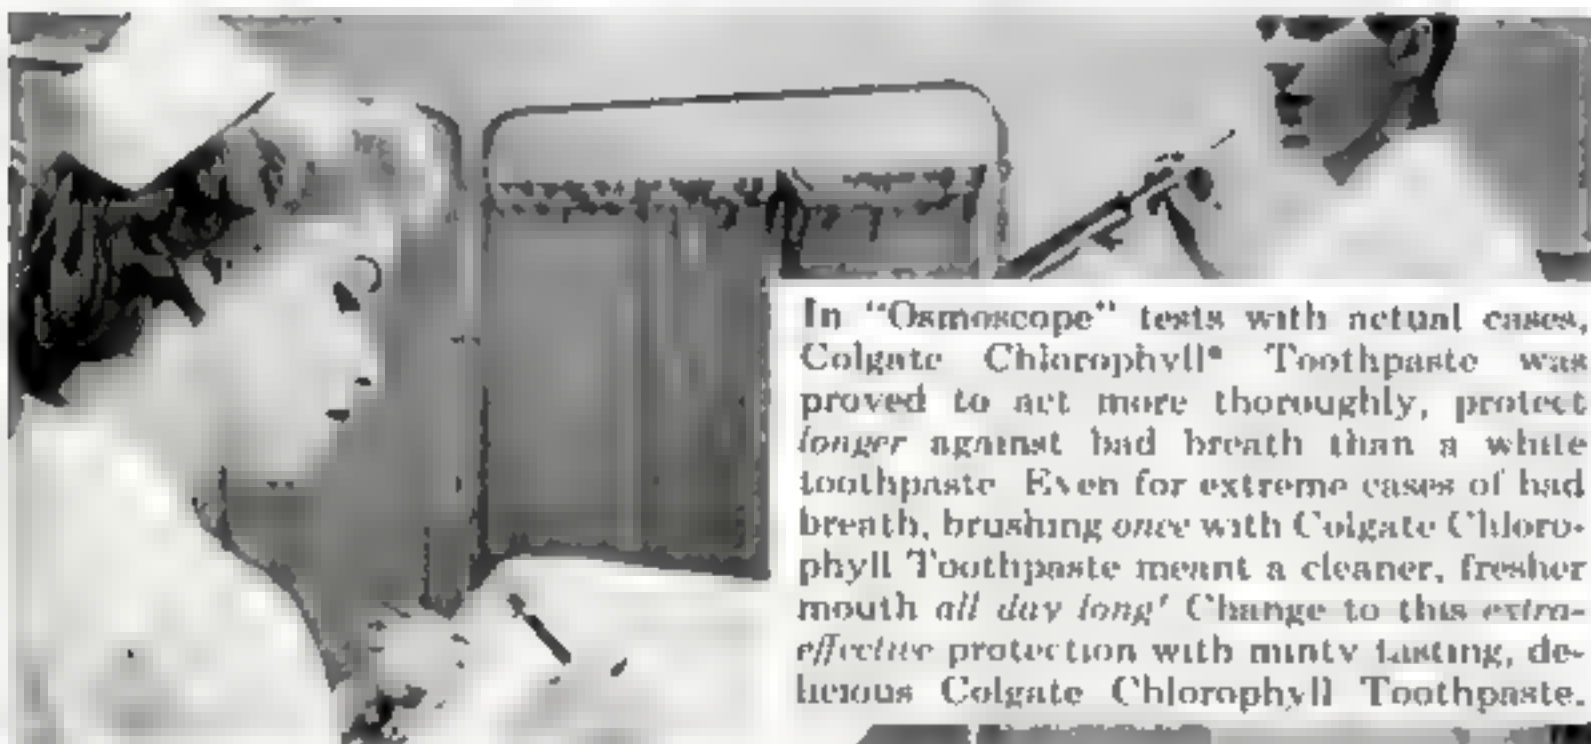 In "Osmoscope" tests with actual cases,
Colgate Chlorophyll* Toothpaste was
proved to act more thoroughly, protect
longer against bad breath than a white
toothpaste Even for extreme cases of bad
breath, brushing once with Colgate Chloro-
phyll Toothpaste meant a cleaner, fresher
mouth all day long! Change to this extra-
effective protection with minty tasting, de-
licious Colgate Chlorophyll Toothpaste.